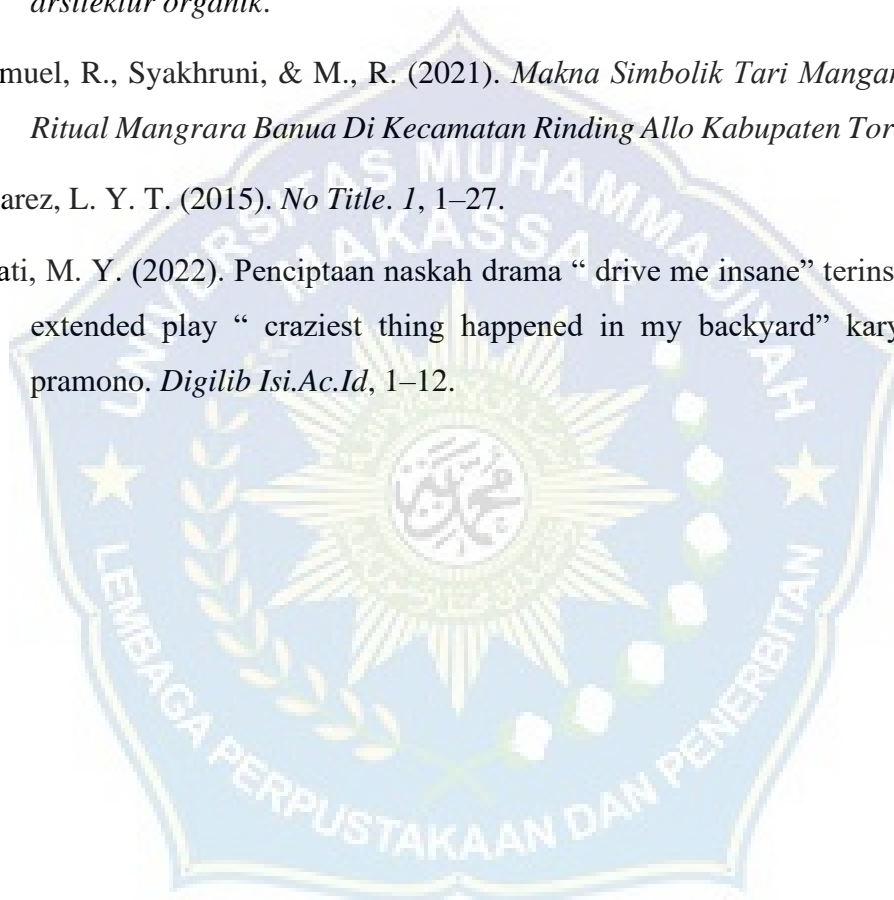 arsitektur organik.
muel, R., Syakhruni, & M., R. (2021). Makna Simbolik Tari Mangan
Ritual Mangrara Banua Di Kecamatan Rinding Allo Kabupaten Tor
arez, L. Y. T. (2015). No Title. 1, 1–27.
ati, M. Y. (2022). Penciptaan naskah drama “ drive me insane” terins
extended play “ craziest thing happened in my backyard” kary
pramono. Digilib Isi.Ac.Id, 1–12.
UNIVERSITAS MUHAMMADIYAH
MAKASSAR
LEMBAGA PERPUSTAKAAN DAN PENERBITAN